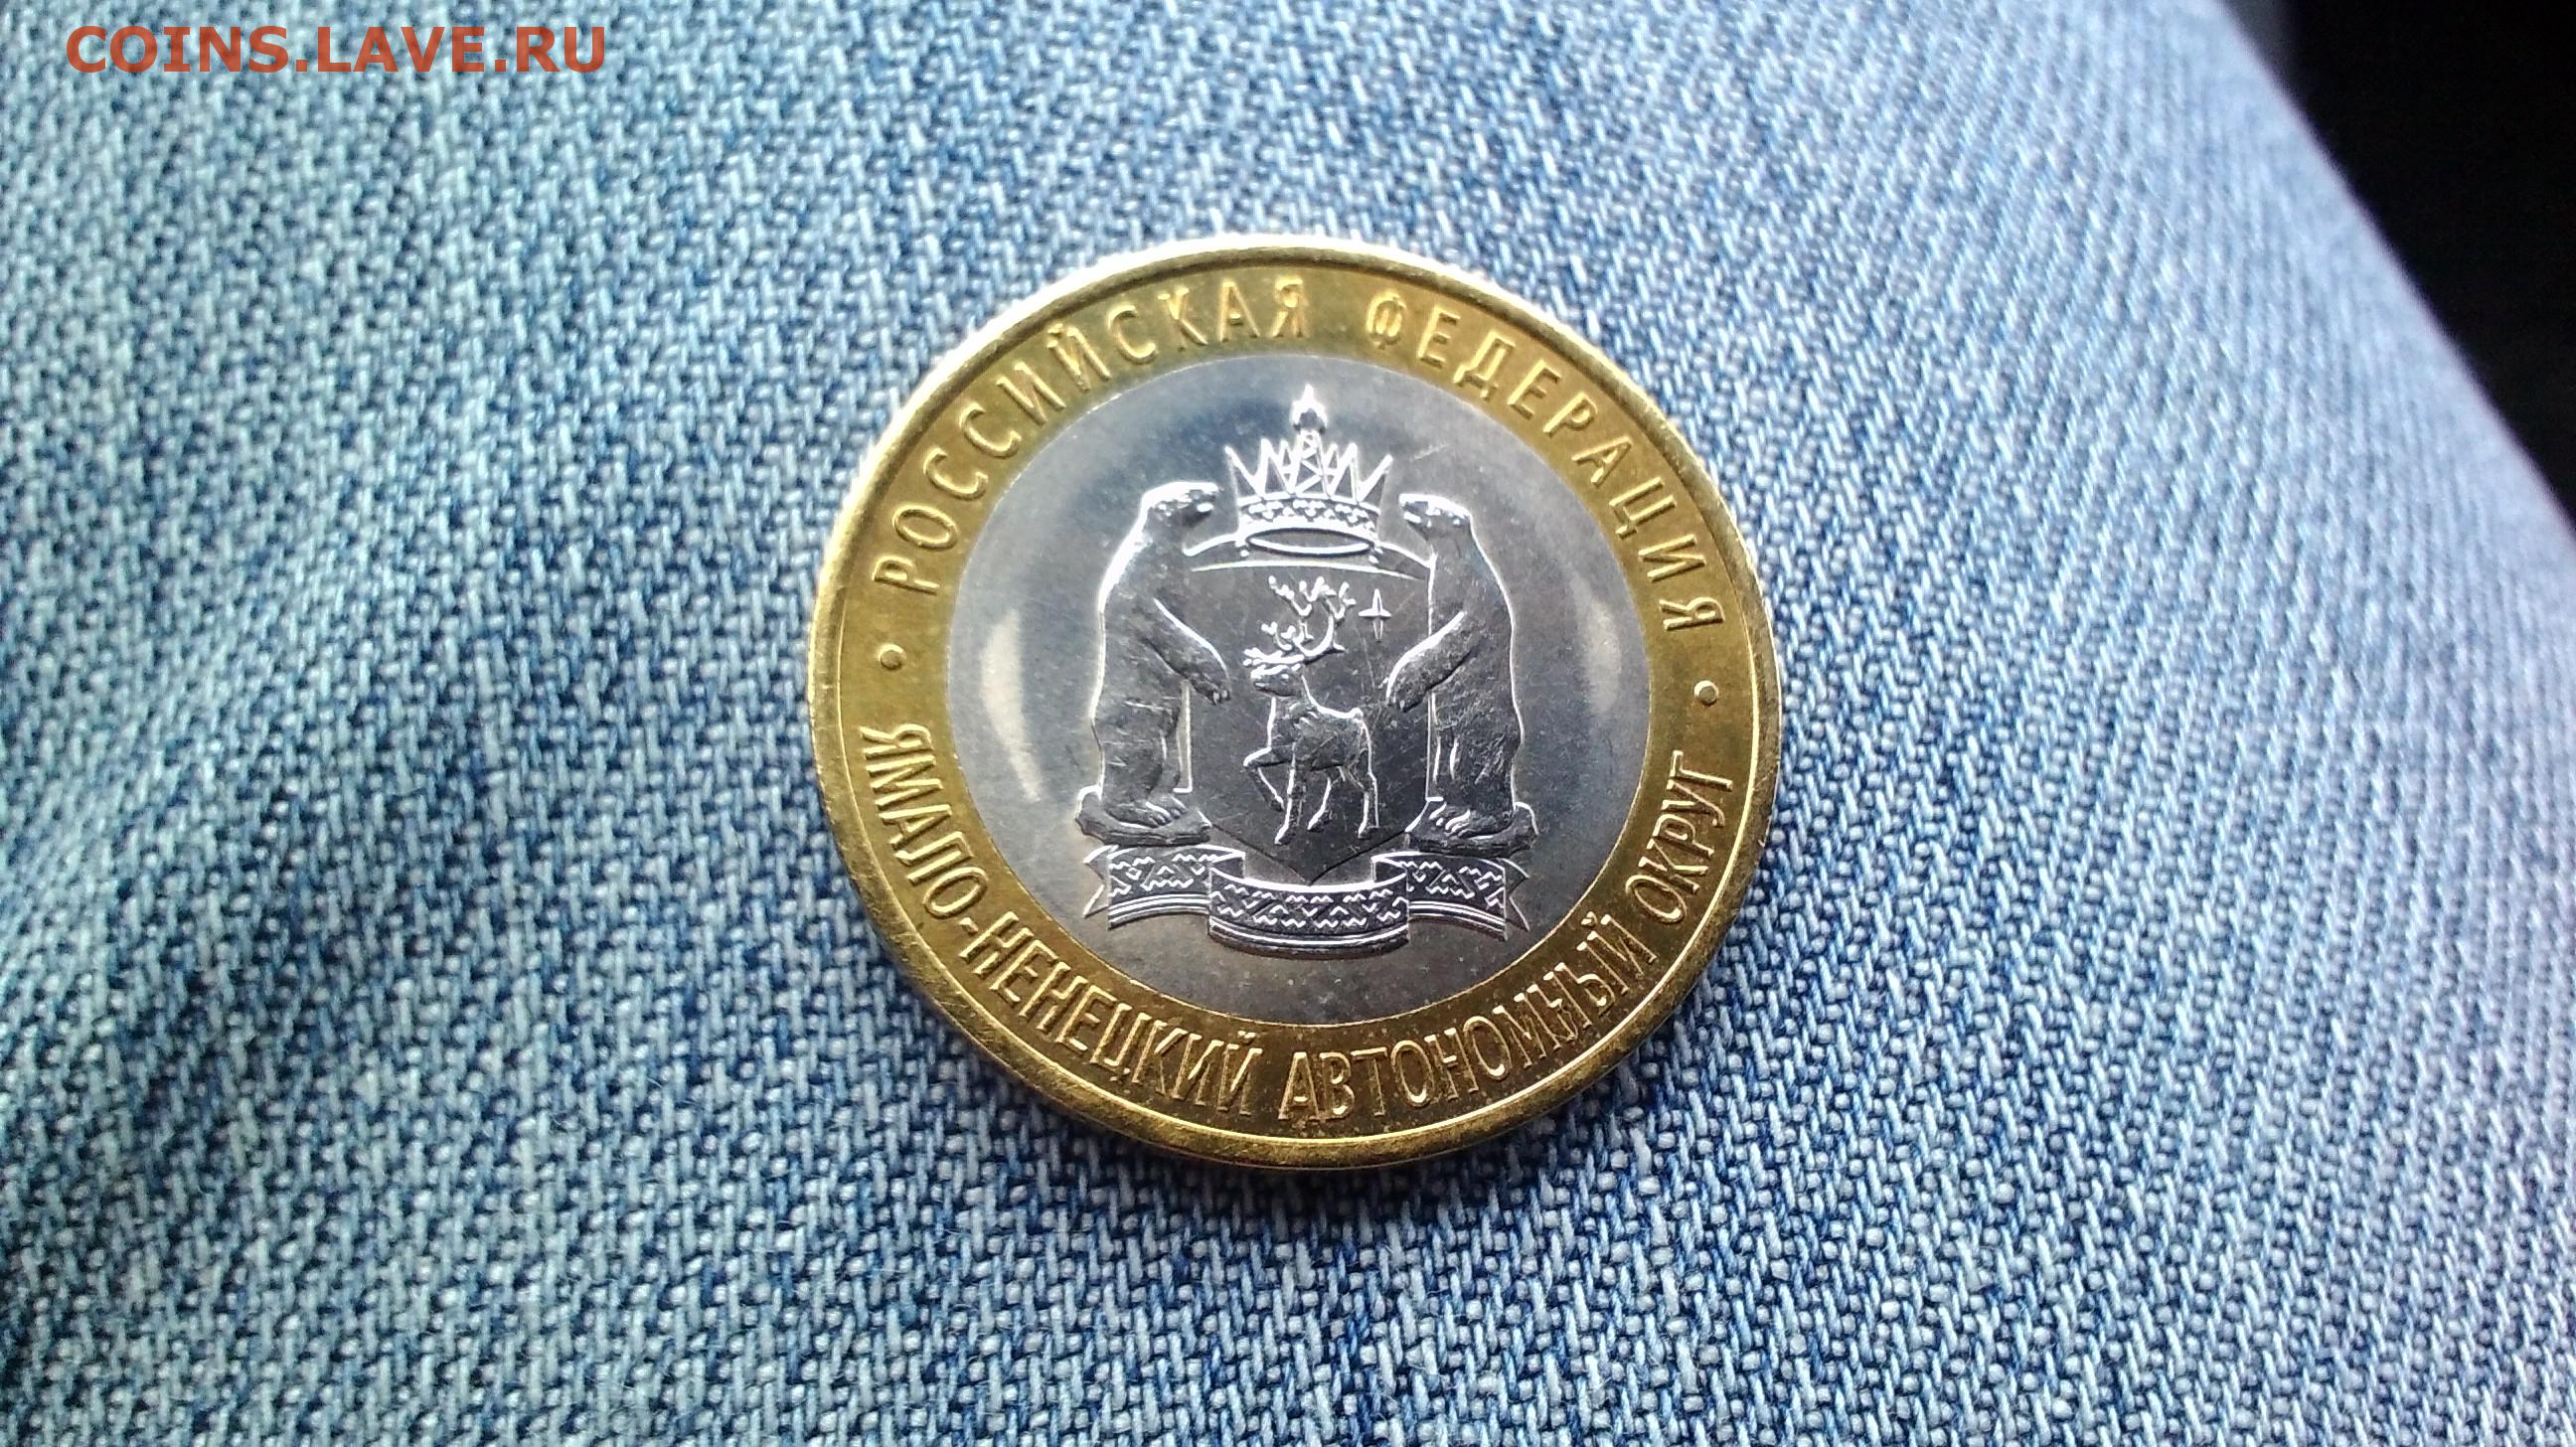 COINS.LAVE.RU
• РОССИЙСКАЯ ФЕДЕРАЦИЯ •
ЯМАЛО-НЕНЕЦКИЙ АВТОНОМНЫЙ ОКРУГ